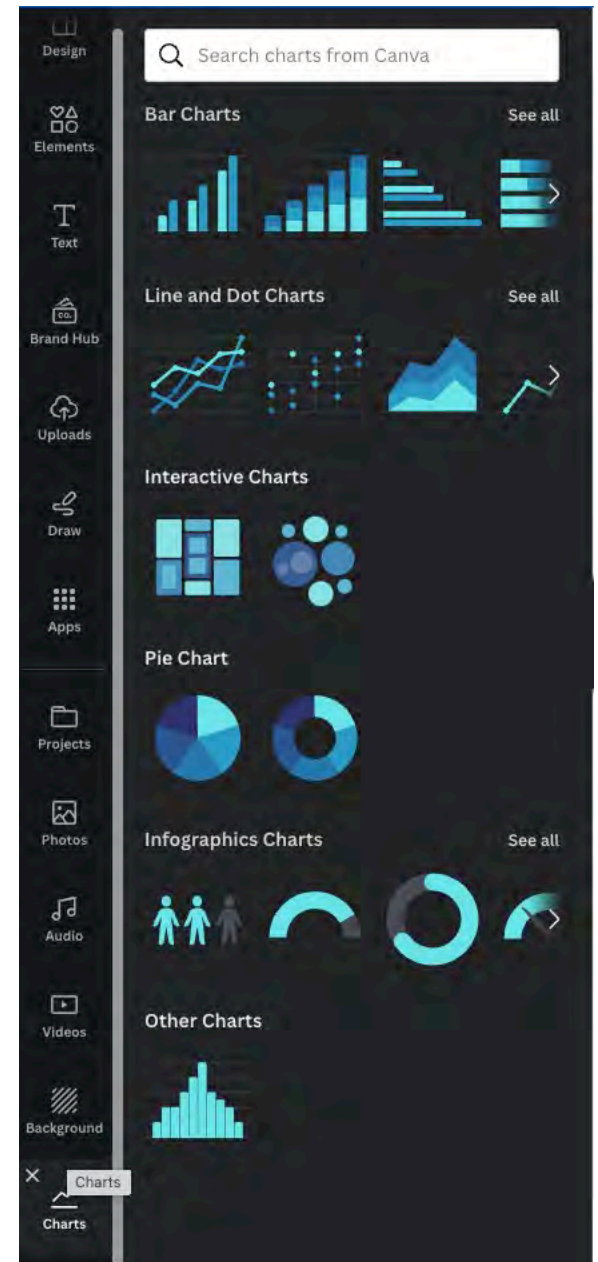 Design
Elements
Text
CO.
Brand Hub
Uploads
Draw
Apps
Projects
Photos
Audio
Videos
Background
Charts
Charts
Search charts from Canva
Bar Charts See all
Line and Dot Charts See all
Interactive Charts
Pie Chart
Infographics Charts See all
Other Charts